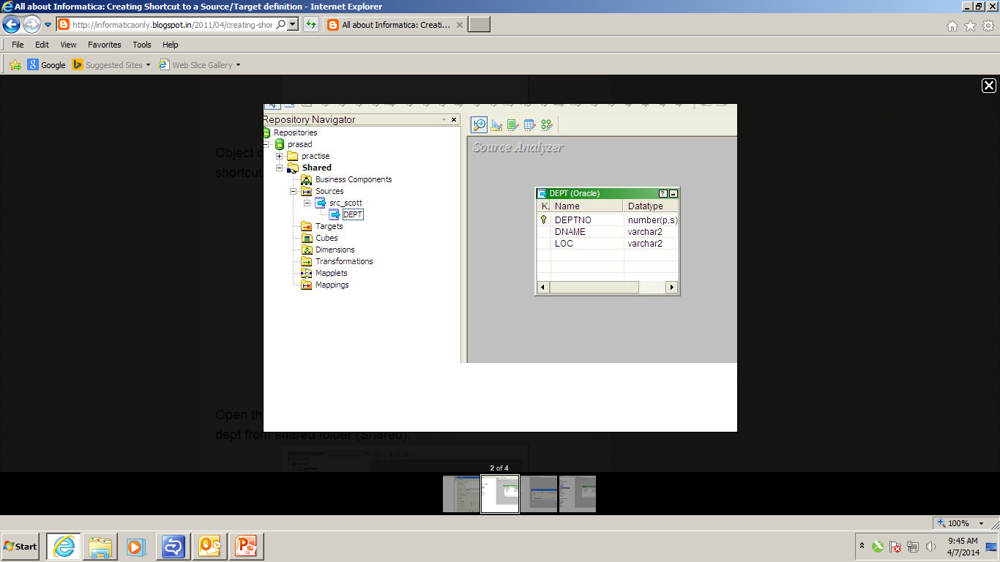 All about Informatica: Creating Shortcut to a Source/Target definition - Internet Explorer
http://informaticaonly.blogspot.in/2011/04/creating-shor
All about Informatica: Creati...
File Edit View Favorites Tools Help
Google Suggested Sites Web Slice Gallery
Repository Navigator
Repositories
prasad
practise
Shared
Business Components
Sources
src_scott
DEPT
Targets
Cubes
Dimensions
Transformations
Mapplets
Mappings
Source Analyzer
DEPT (Oracle)
K. Name Datatype
DEPTNO number(p,s)
DNAME varchar2
LOC varchar2
Object
shortcut
Open th
dept from shared folder (Shared).
2 of 4
100%
Start
9:45 AM
4/7/2014